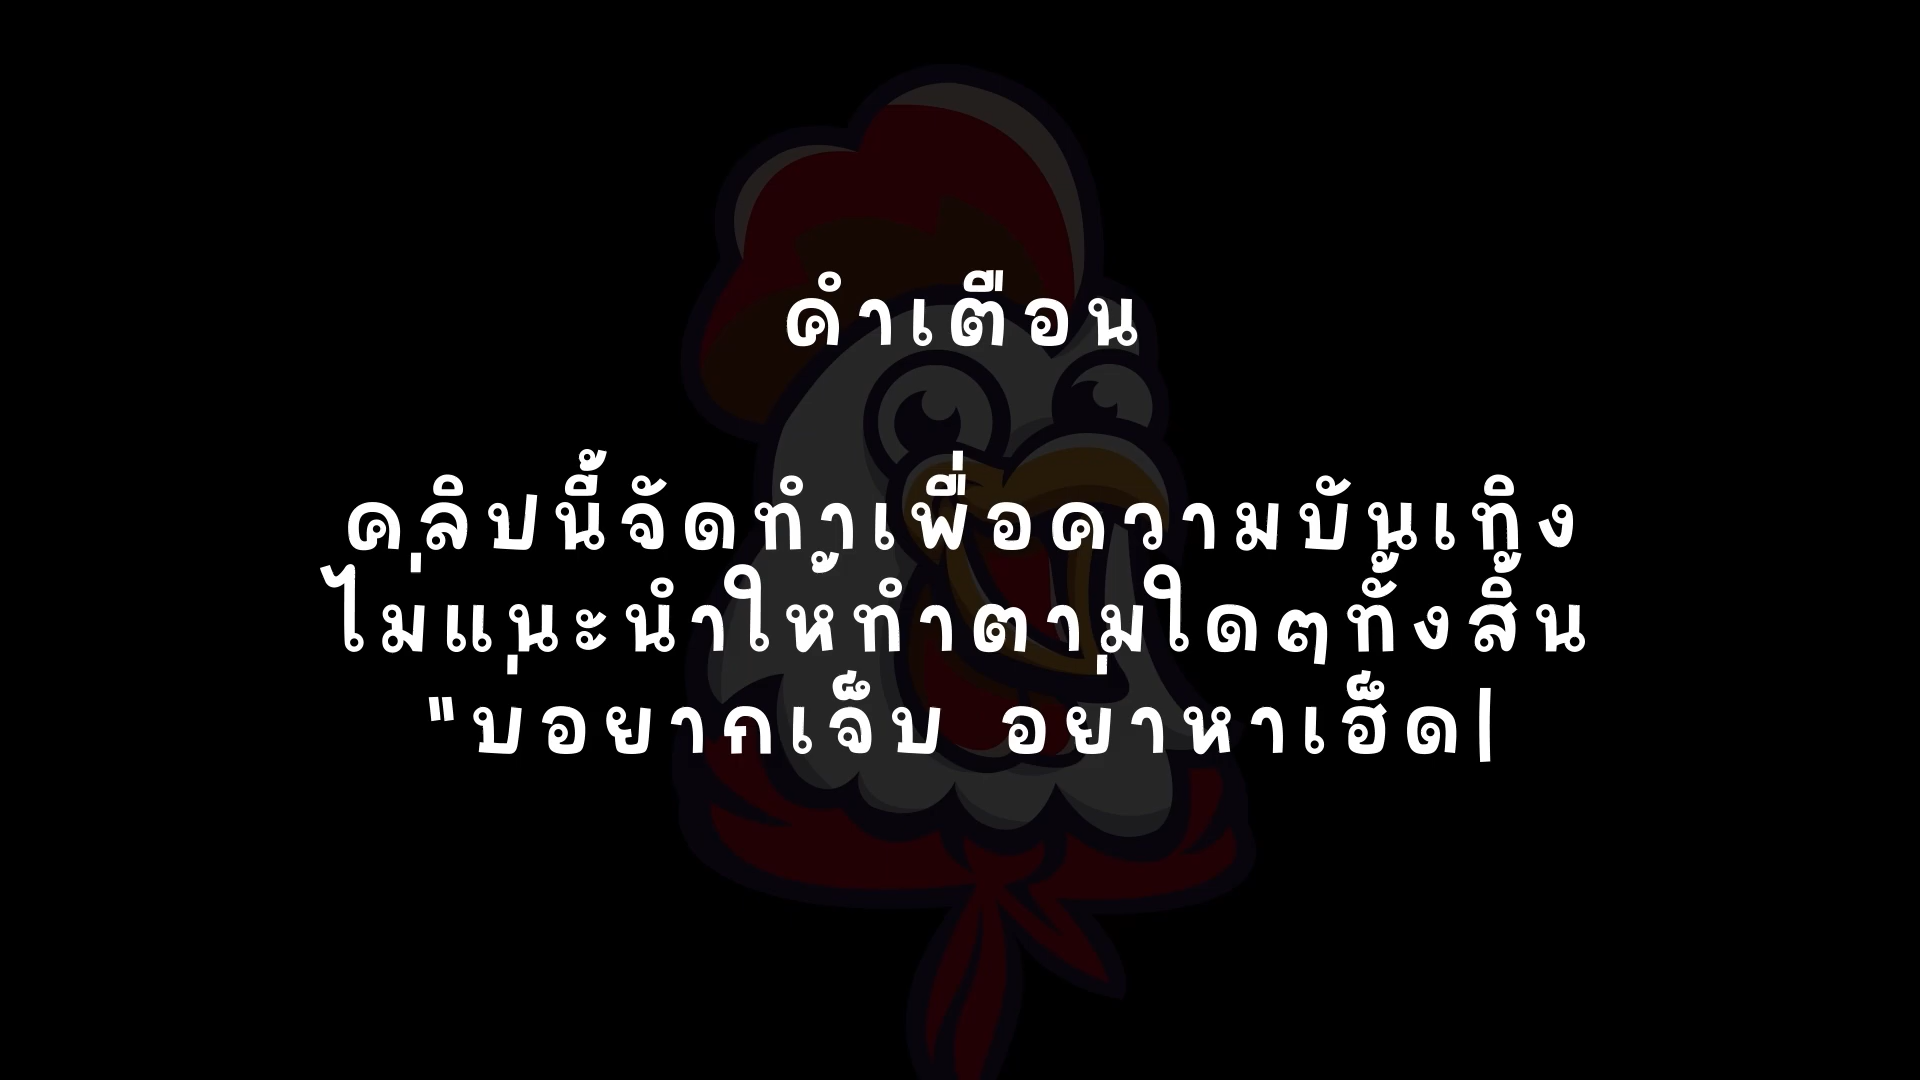 คำเตือน
คลิปนี้จัดทำเพื่อความบันเทิง
ไม่แนะนำให้ทำตามใดๆทั้งสิ้น
"บ่อยากเจ็บ อย่าหาเฮ็ด|